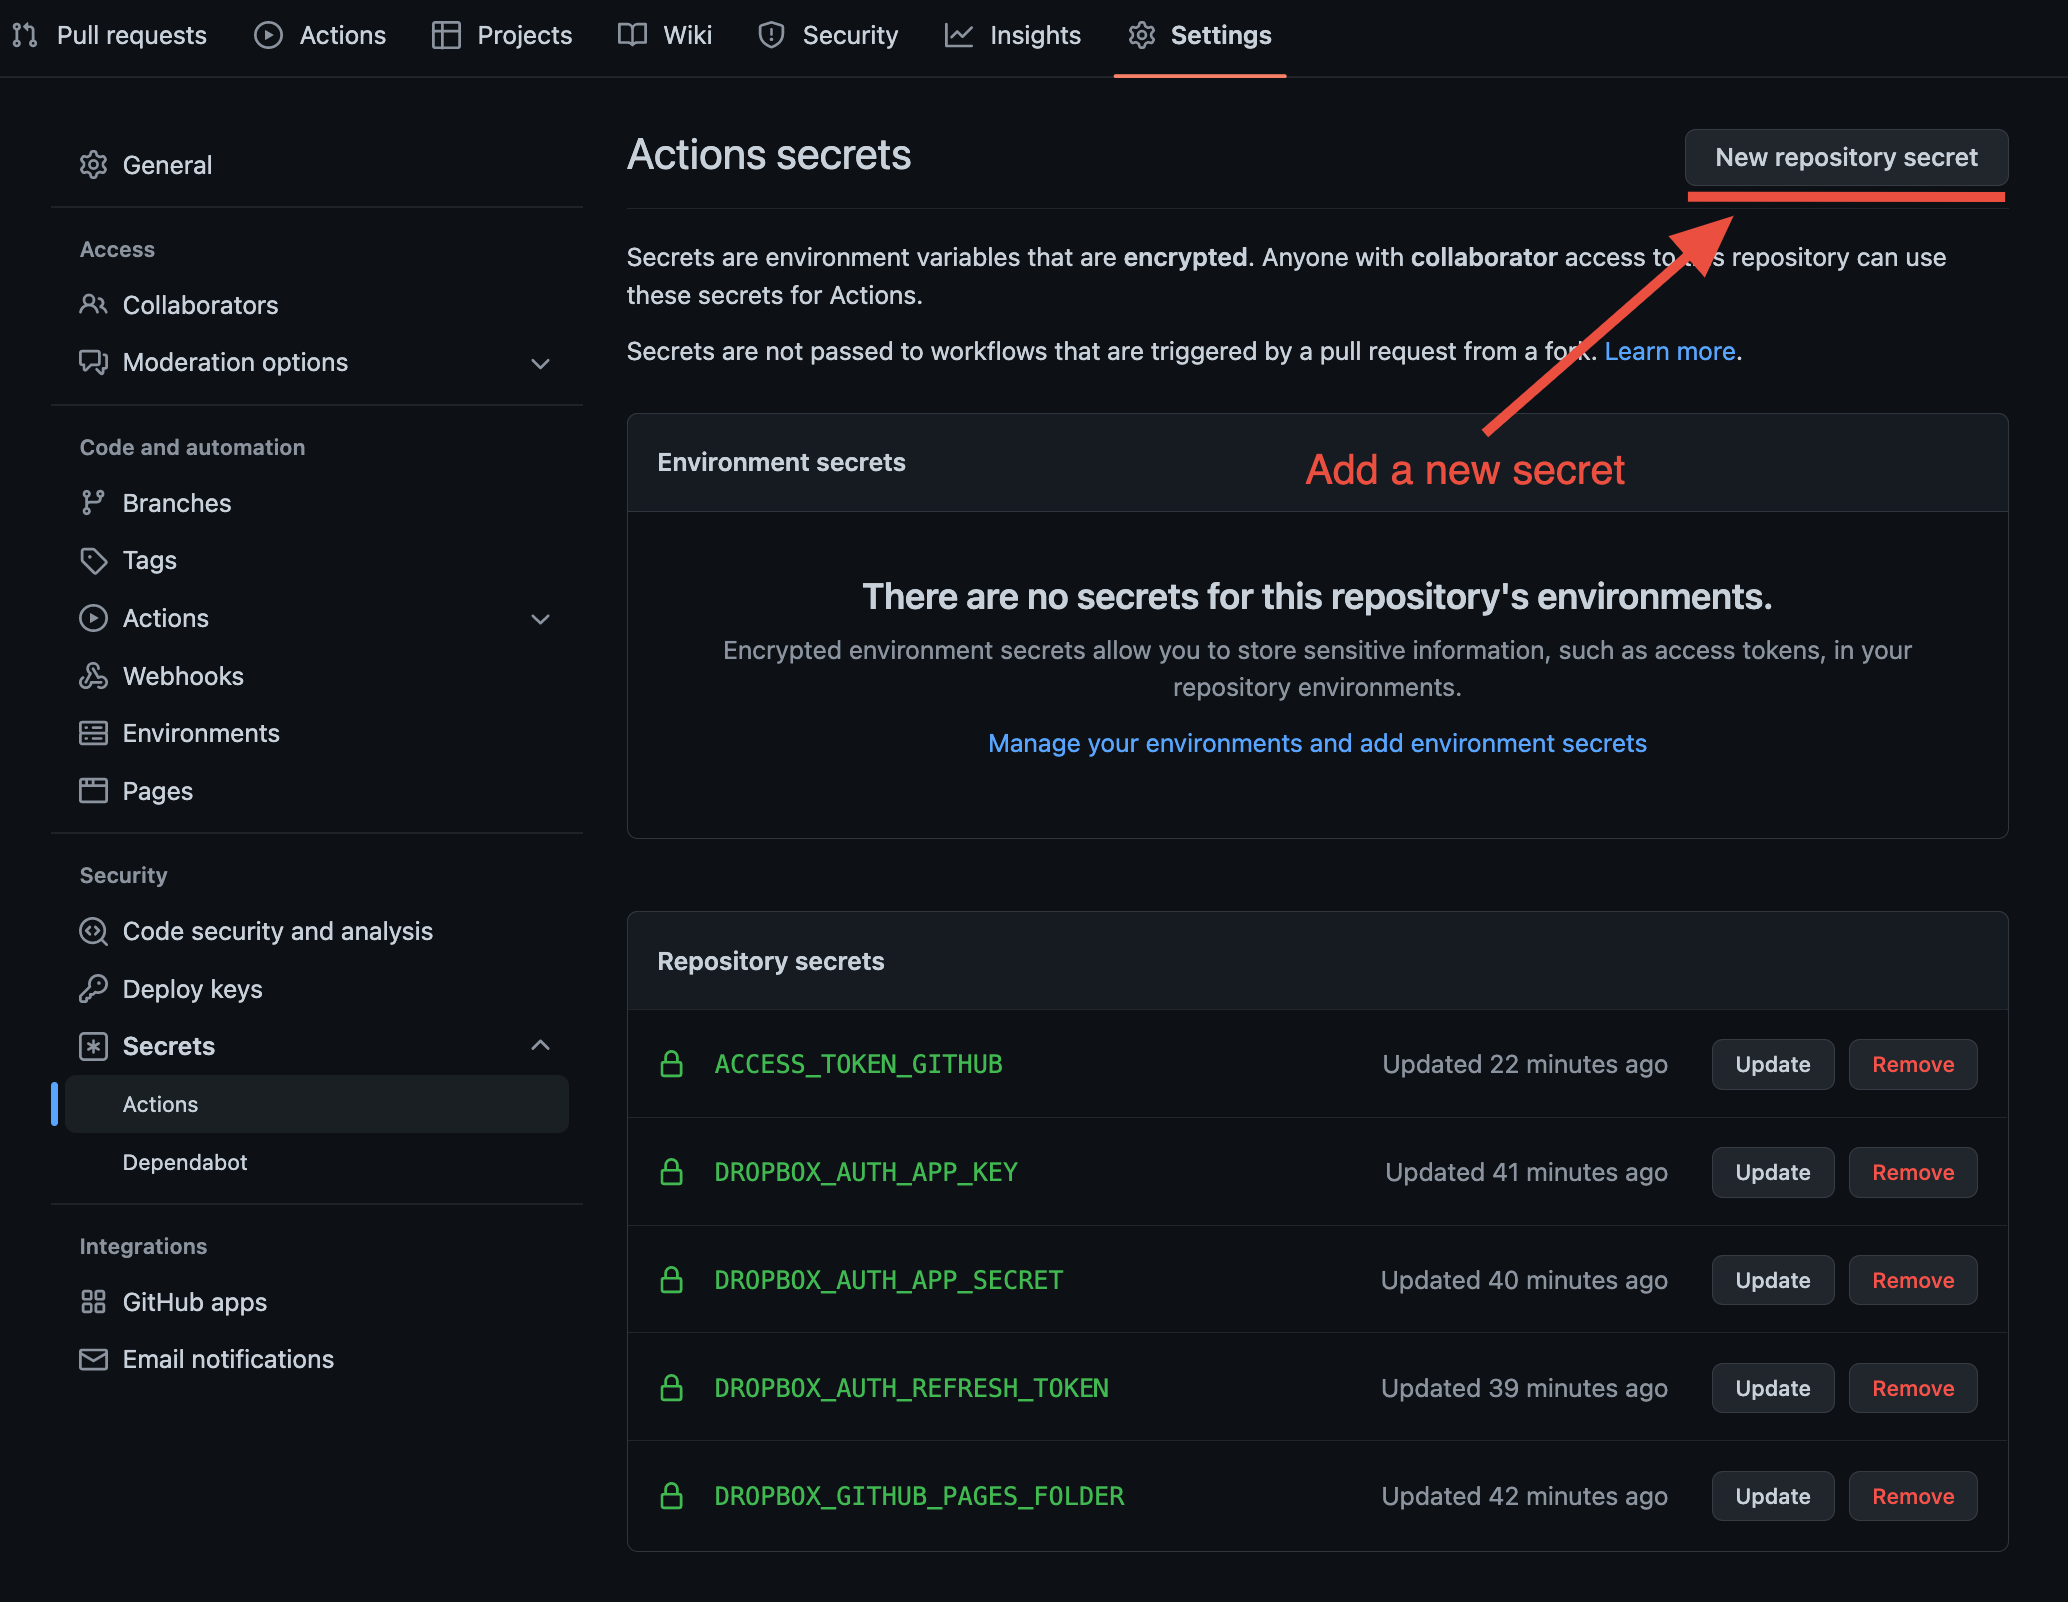 Pull requests
Actions
Projects
Wiki
Security
Insights
Settings
General
Access
Collaborators
Moderation options
Code and automation
Branches
Tags
Actions
Webhooks
Environments
Pages
Security
Code security and analysis
Deploy keys
Secrets
Actions
Dependabot
Integrations
GitHub apps
Email notifications
Actions secrets
New repository secret
Secrets are environment variables that are encrypted. Anyone with collaborator access to this repository can use
these secrets for Actions.
Secrets are not passed to workflows that are triggered by a pull request from a fork. Learn more.
Environment secrets
Add a new secret
There are no secrets for this repository's environments.
Encrypted environment secrets allow you to store sensitive information, such as access tokens, in your
repository environments.
Manage your environments and add environment secrets
Repository secrets
ACCESS_TOKEN_GITHUB Updated 22 minutes ago Update Remove
DROPBOX_AUTH_APP_KEY Updated 41 minutes ago Update Remove
DROPBOX_AUTH_APP_SECRET Updated 40 minutes ago Update Remove
DROPBOX_AUTH_REFRESH_TOKEN Updated 39 minutes ago Update Remove
DROPBOX_GITHUB_PAGES_FOLDER Updated 42 minutes ago Update Remove